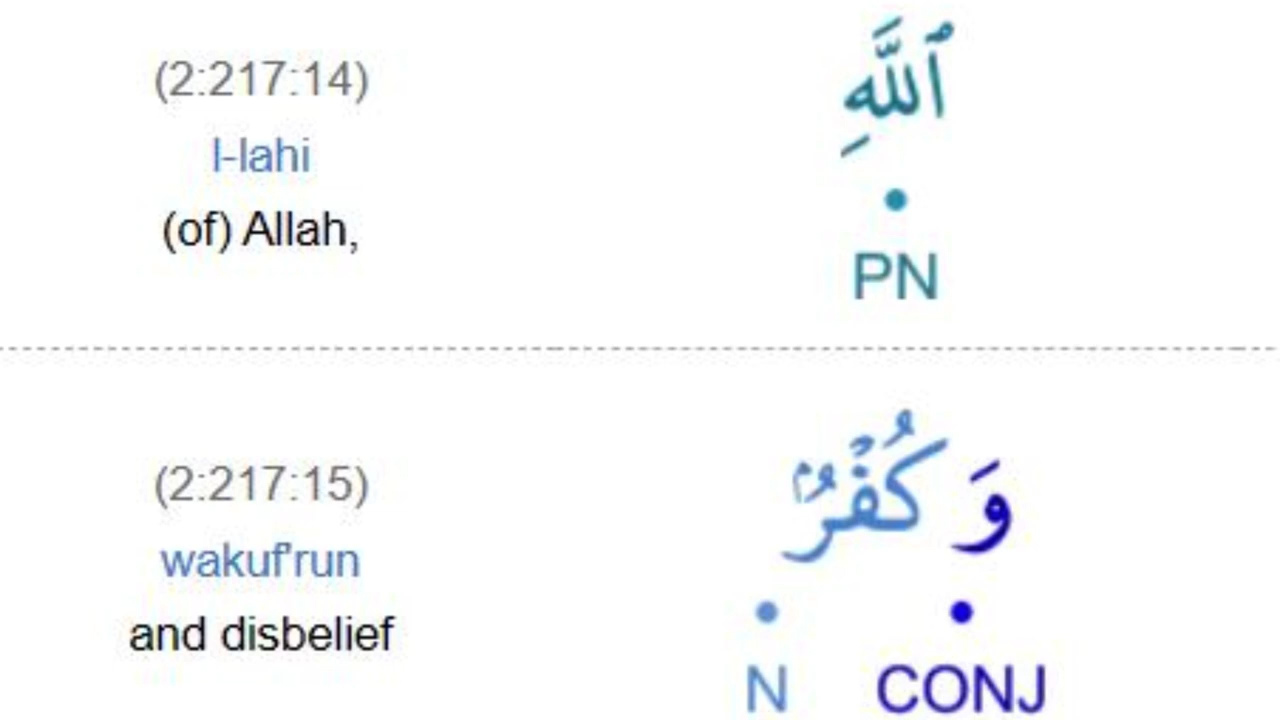 (2:217:14)
l-lahi
(of) Allah,
ٱللَّهِ
PN
(2:217:15)
wakuf'run
and disbelief
وَكُفْرٌۢ
N CONJ